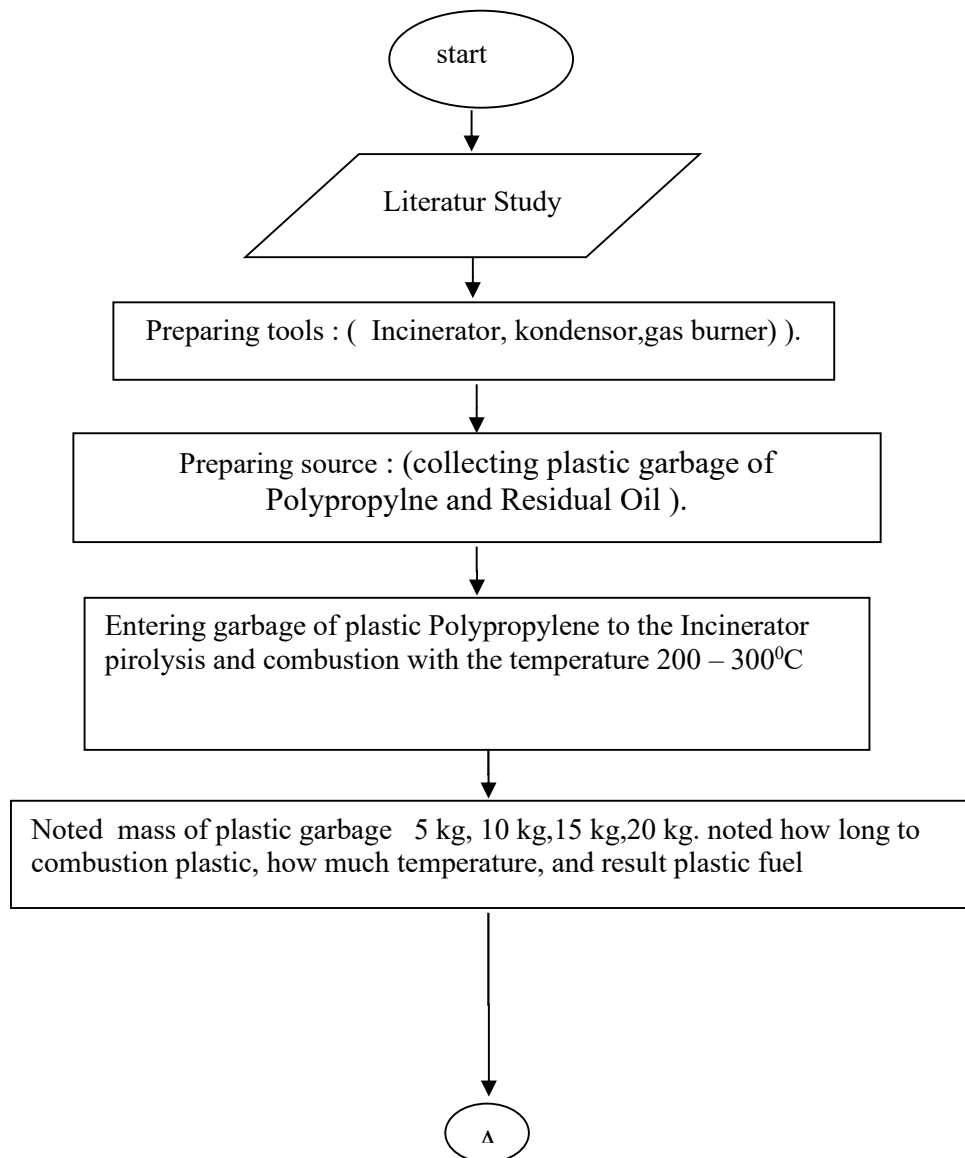 start
Literatur Study
Preparing tools : ( Incinerator, kondensor,gas burner) ).
Preparing source : (collecting plastic garbage of
Polypropylne and Residual Oil ).
Entering garbage of plastic Polypropylene to the Incinerator
pirolysis and combustion with the temperature 200 – 300⁰C
Noted mass of plastic garbage 5 kg, 10 kg,15 kg,20 kg. noted how long to
combustion plastic, how much temperature, and result plastic fuel
A